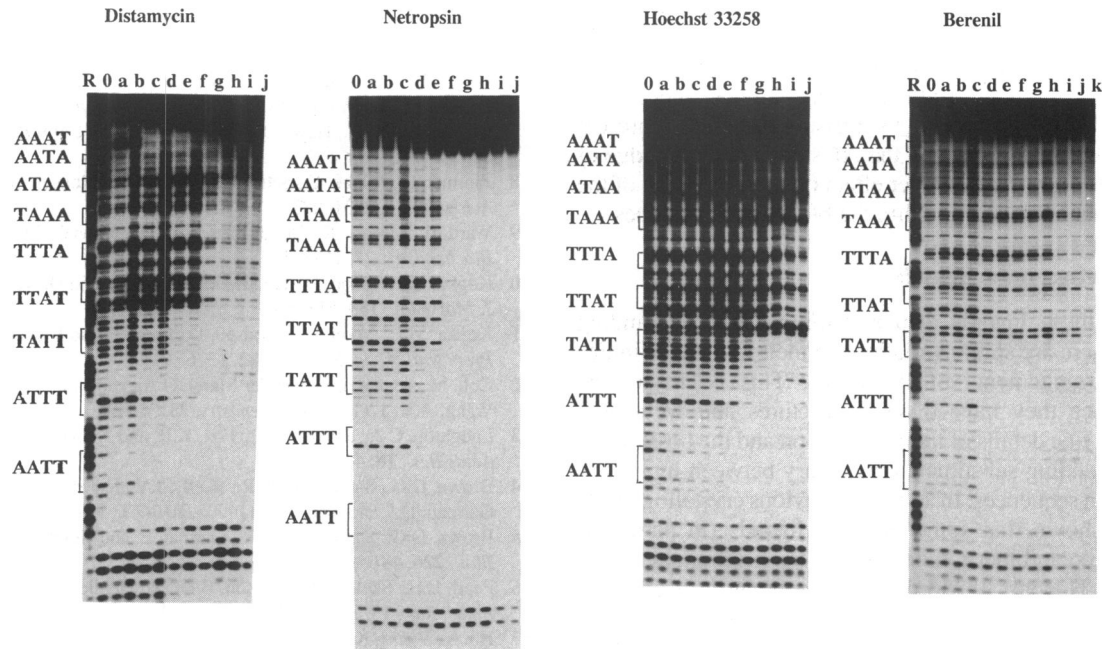 Distamycin
Netropsin
Hoechst 33258
Berenil
R 0 a b c d e f g h i j
0 a b c d e f g h i j
0 a b c d e f g h i j
R 0 a b c d e f g h i j k
AAAT
AATA
ATAA
TAAA
TTTA
TTAT
TATT
ATTT
AATT
AAAT
AATA
ATAA
TAAA
TTTA
TTAT
TATT
ATTT
AATT
AAAT
AATA
ATAA
TAAA
TTTA
TTAT
TATT
ATTT
AATT
AAAT
AATA
ATAA
TAAA
TTTA
TTAT
TATT
ATTT
AATT